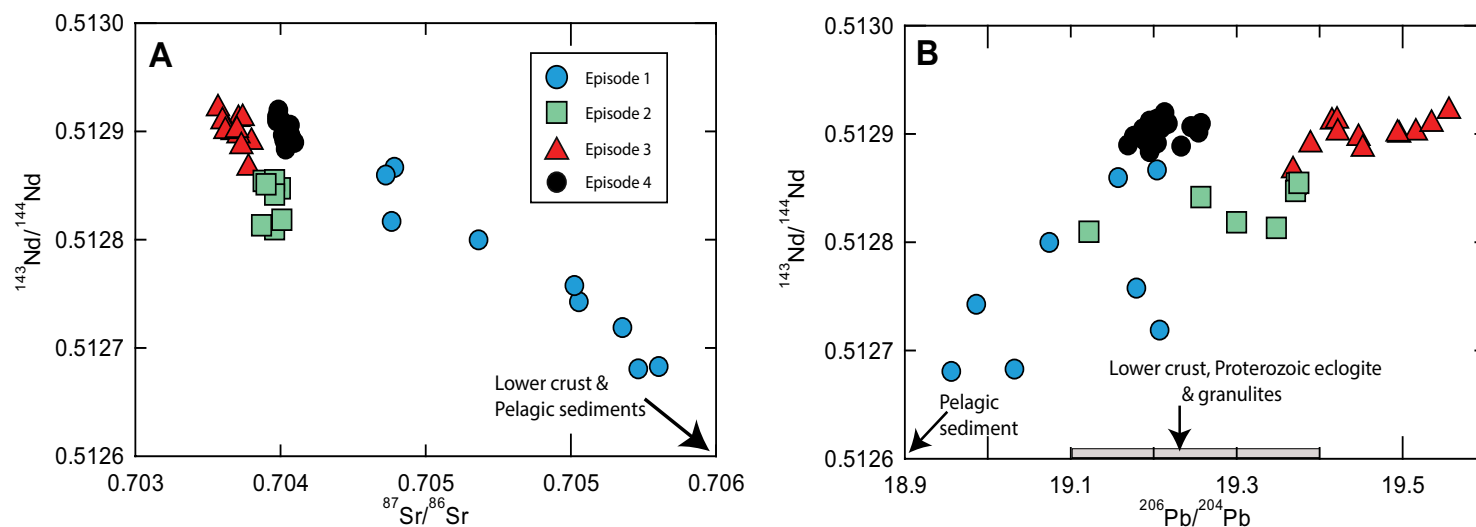 A
0.5130
0.5129
0.5128
0.5127
0.5126
¹⁴³Nd/ ¹⁴⁴Nd
Episode 1
Episode 2
Episode 3
Episode 4
Lower crust &
Pelagic sediments
0.703
0.704
0.705
0.705
0.706
⁸⁷Sr/⁸⁶Sr
B
0.5130
0.5129
0.5128
0.5127
0.5126
¹⁴³Nd/ ¹⁴⁴Nd
Lower crust, Proterozoic eclogite
& granulites
Pelagic
sediment
18.9
19.1
19.3
19.5
²⁰⁶Pb/²⁰⁴Pb